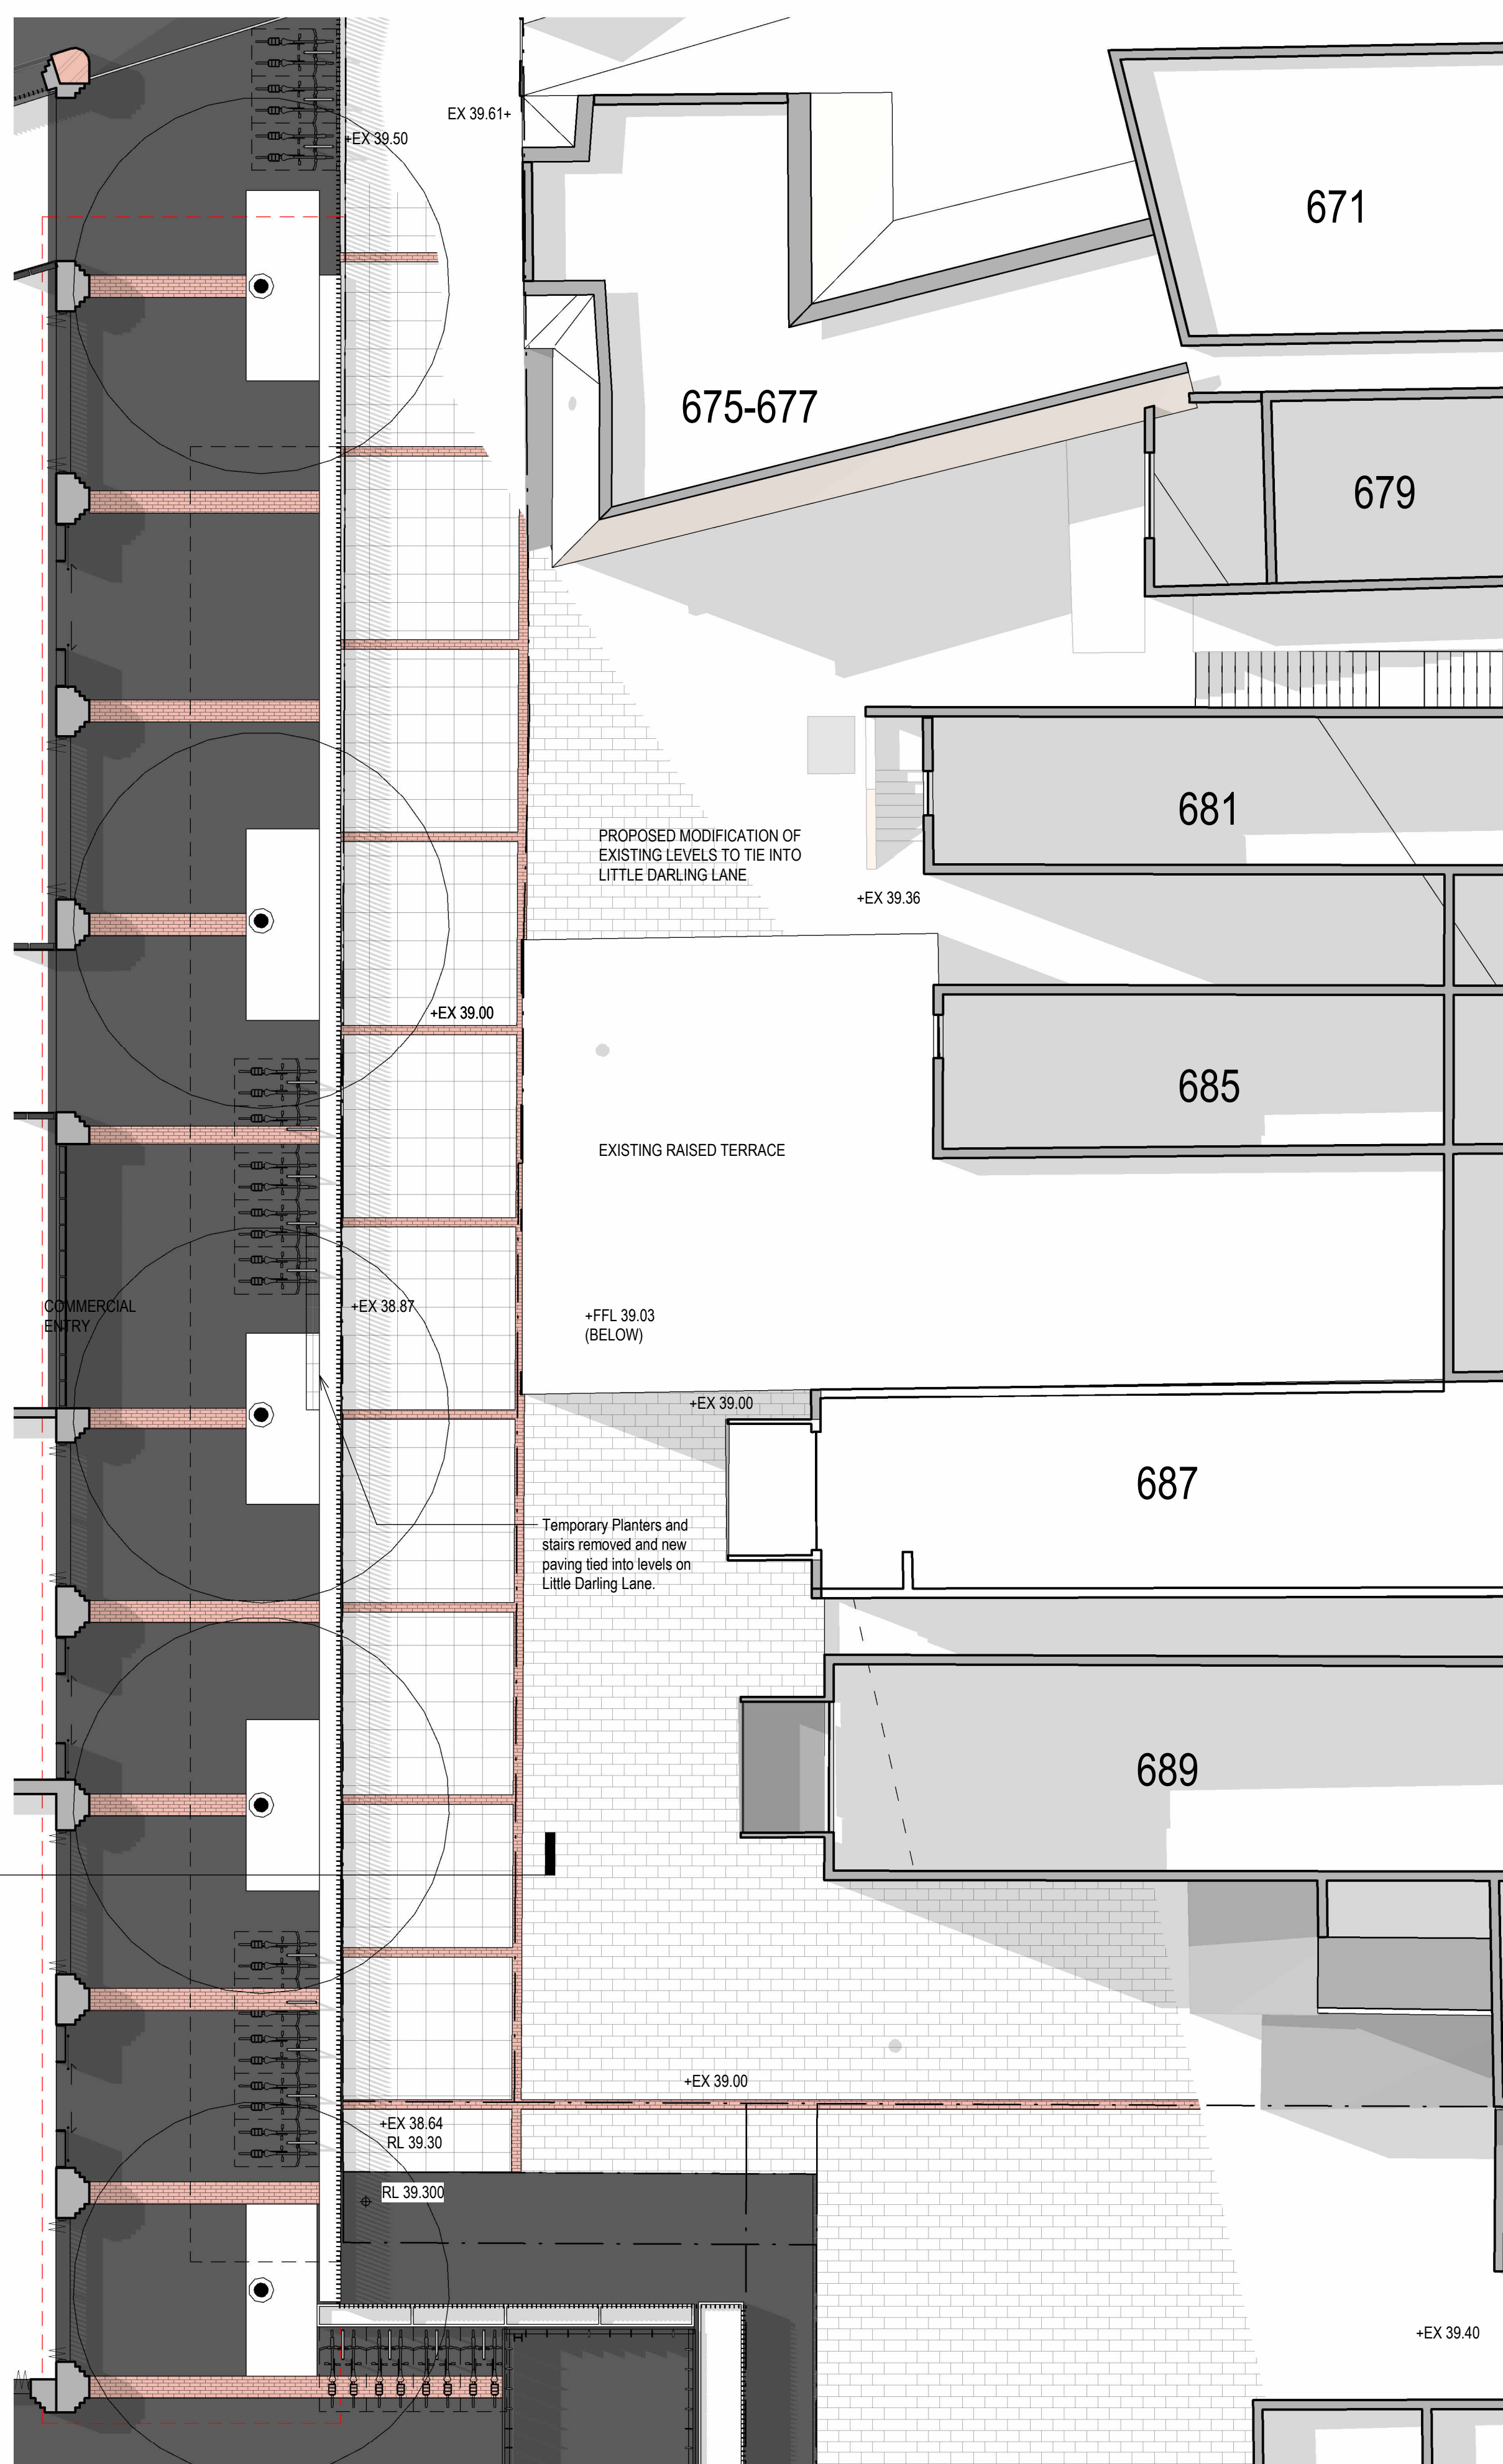 EX 39.61+
+EX 39.50
671
675-677
679
681
PROPOSED MODIFICATION OF
EXISTING LEVELS TO TIE INTO
LITTLE DARLING LANE
+EX 39.36
+EX 39.00
685
EXISTING RAISED TERRACE
COMMERCIAL
ENTRY
+EX 38.87
+FFL 39.03
(BELOW)
+EX 39.00
687
Temporary Planters and
stairs removed and new
paving tied into levels on
Little Darling Lane.
689
+EX 39.00
+EX 38.64
RL 39.30
RL 39.300
+EX 39.40